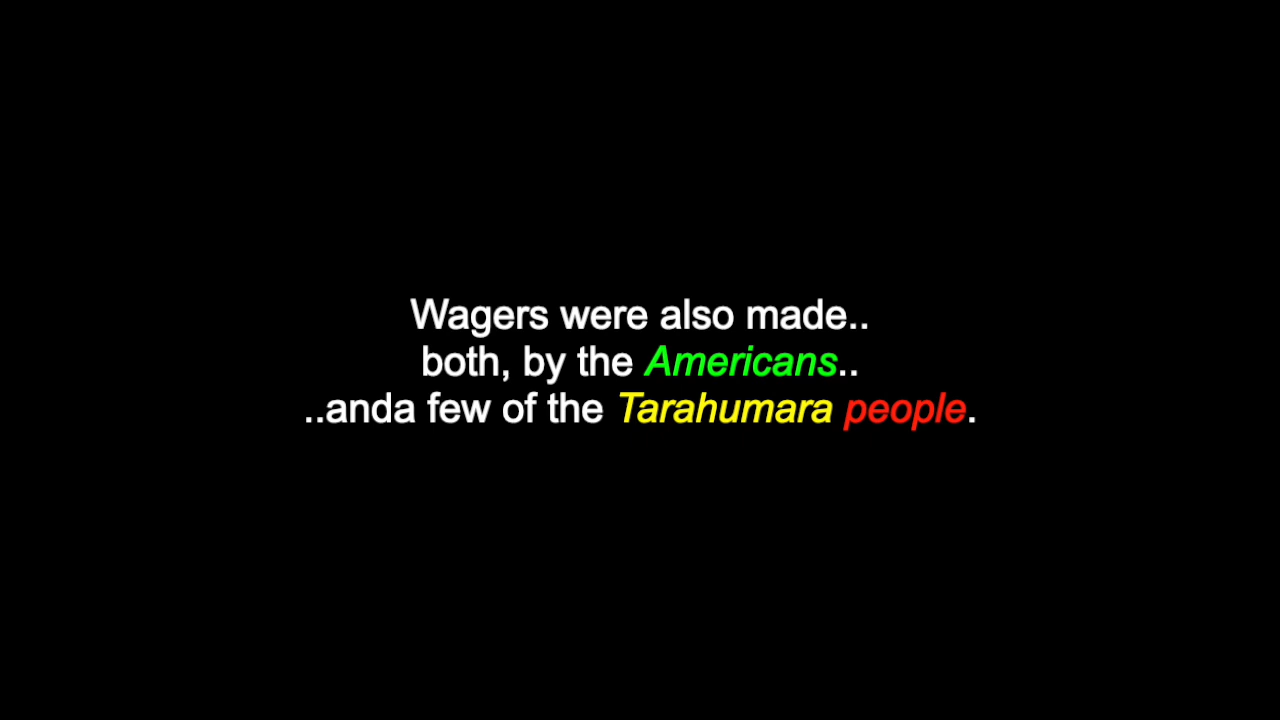 Wagers were also made..
both, by the Americans..
..anda few of the Tarahumara people.